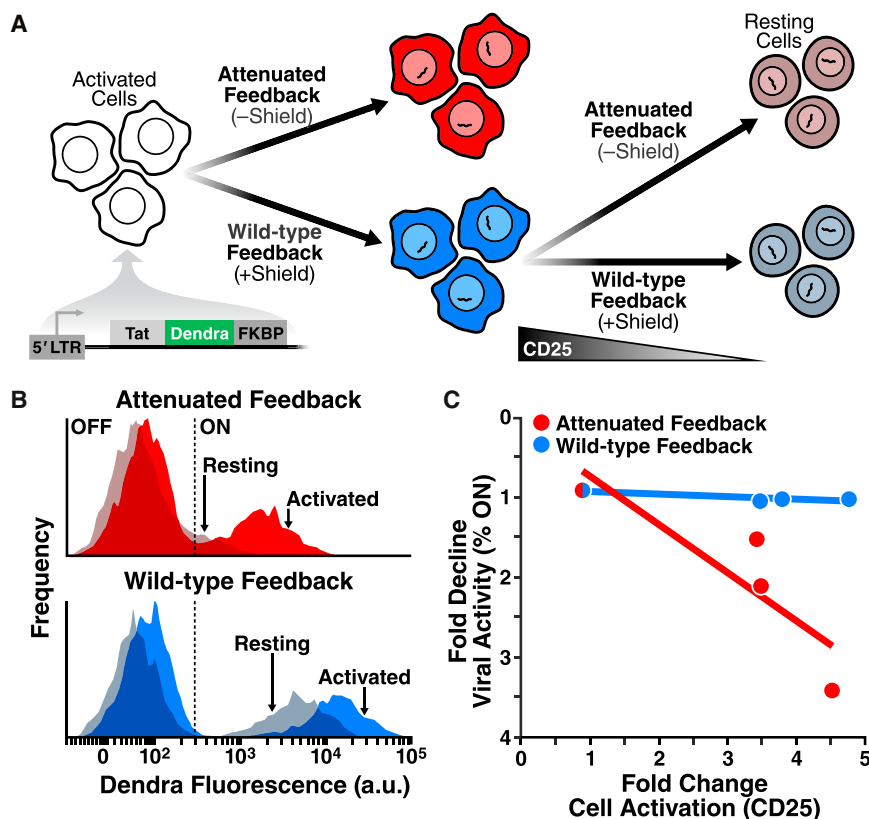 A
Activated
Cells
Attenuated
Feedback
(–Shield)
Wild-type
Feedback
(+Shield)
Resting
Cells
Attenuated
Feedback
(–Shield)
Wild-type
Feedback
(+Shield)
CD25
5′ LTR
Tat
Dendra
FKBP
B
Attenuated Feedback
OFF
ON
Resting
Activated
Wild-type Feedback
Resting
Activated
Frequency
0 10² 10³ 10⁴ 10⁵
Dendra Fluorescence (a.u.)
C
Attenuated Feedback
Wild-type Feedback
Fold Decline
Viral Activity (% ON)
0
1
2
3
4
0 1 2 3 4 5
Fold Change
Cell Activation (CD25)